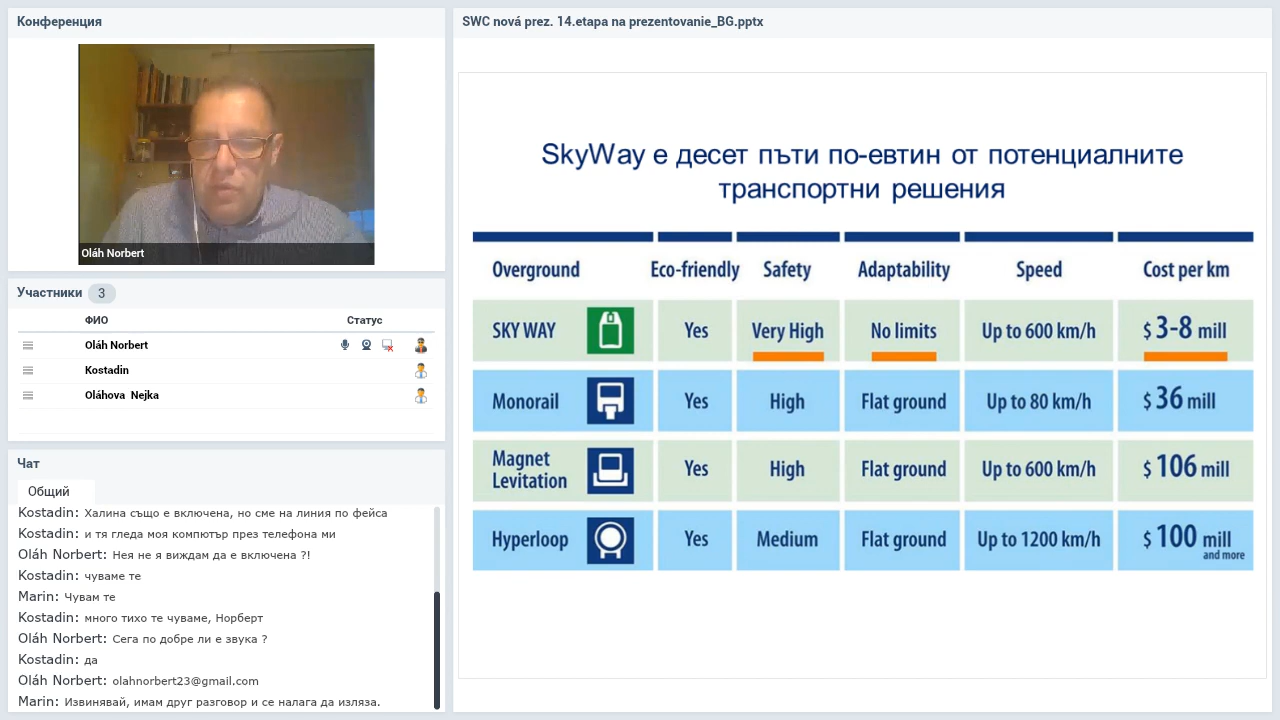 Конференция
Oláh Norbert
Участники 3
ФИО Статус
Oláh Norbert
Kostadin
Oláhova Nejka
Чат
Общий
Kostadin: Халина също е включена, но сме на линия по фейса
Kostadin: и тя гледа моя компютър през телефона ми
Oláh Norbert: Нея не я виждам да е включена ?!
Kostadin: чуваме те
Marin: Чувам те
Kostadin: много тихо те чуваме, Норберт
Oláh Norbert: Сега по добре ли е звука ?
Kostadin: да
Oláh Norbert: olahnorbert23@gmail.com
Marin: Извинявай, имам друг разговор и се налага да изляза.
SWC nová prez. 14.etapa na prezentovanie_BG.pptx
SkyWay е десет пъти по-евтин от потенциалните
транспортни решения
Overground Eco-friendly Safety Adaptability Speed Cost per km
SKY WAY Yes Very High No limits Up to 600 km/h $ 3-8 mill
Monorail Yes High Flat ground Up to 80 km/h $ 36 mill
Magnet
Levitation Yes High Flat ground Up to 600 km/h $ 106 mill
Hyperloop Yes Medium Flat ground Up to 1200 km/h $ 100 mill
and more